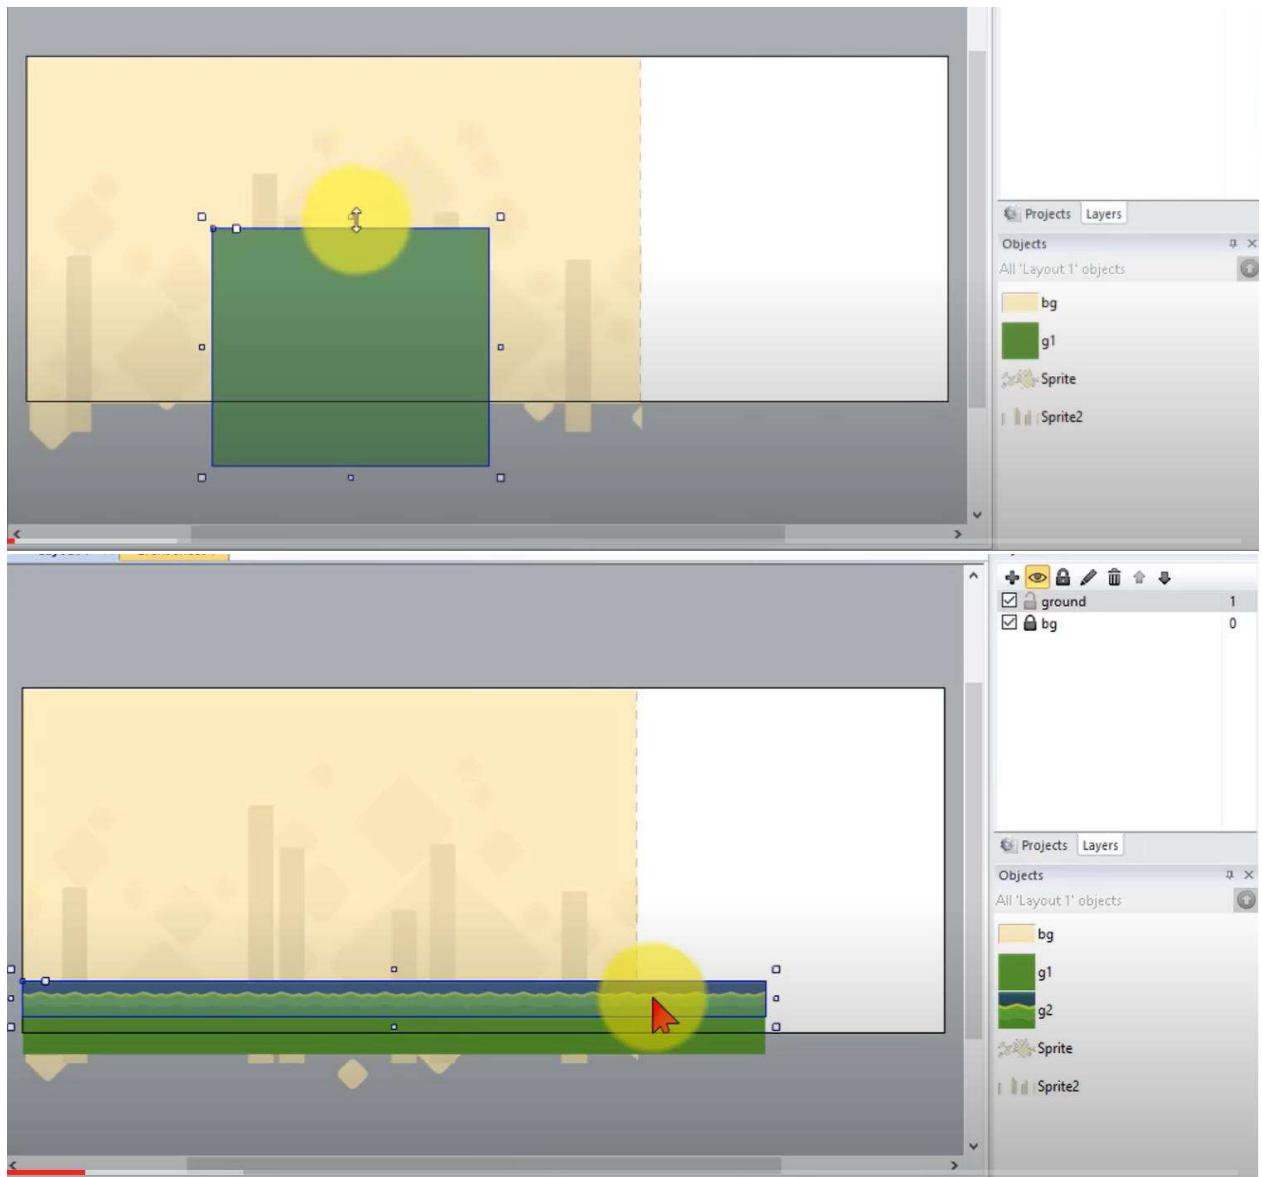 Projects Layers
Objects
All 'Layout 1' objects
bg
g1
Sprite
Sprite2
ground 1
bg 0
Projects Layers
Objects
All 'Layout 1' objects
bg
g1
g2
Sprite
Sprite2